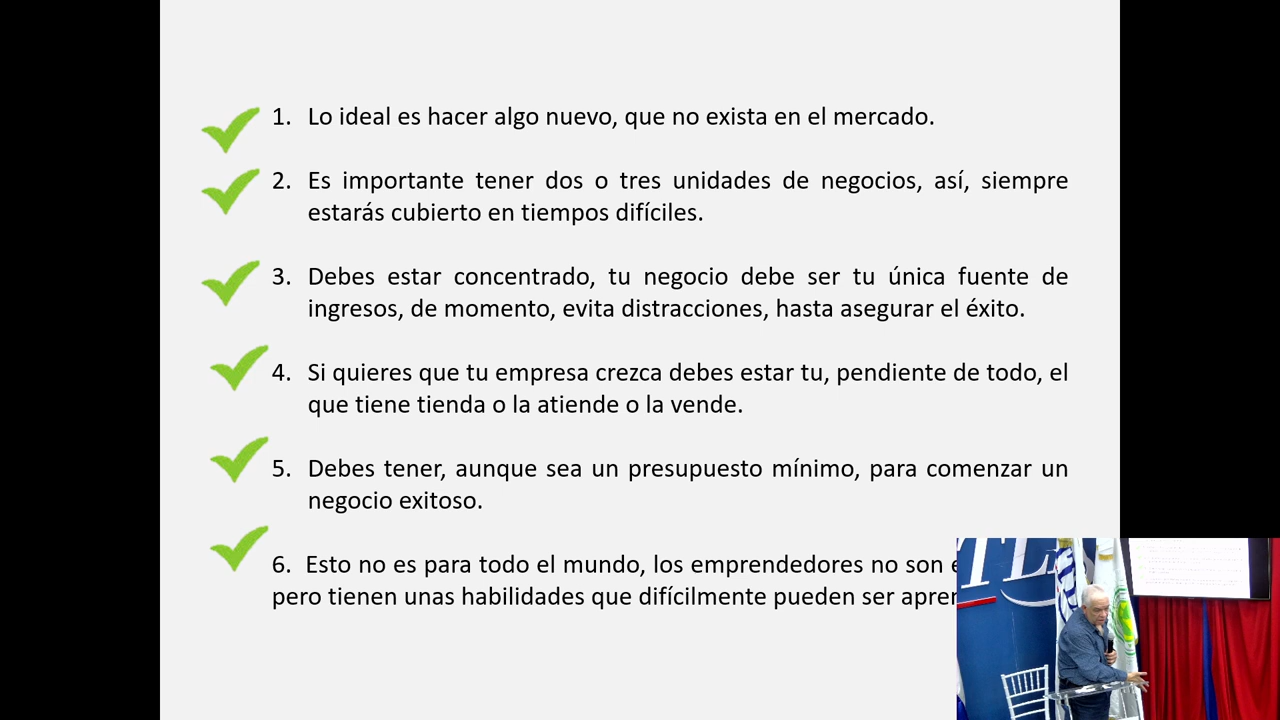 1. Lo ideal es hacer algo nuevo, que no exista en el mercado.
2. Es importante tener dos o tres unidades de negocios, así, siempre
estarás cubierto en tiempos difíciles.
3. Debes estar concentrado, tu negocio debe ser tu única fuente de
ingresos, de momento, evita distracciones, hasta asegurar el éxito.
4. Si quieres que tu empresa crezca debes estar tu, pendiente de todo, el
que tiene tienda o la atiende o la vende.
5. Debes tener, aunque sea un presupuesto mínimo, para comenzar un
negocio exitoso.
6. Esto no es para todo el mundo, los emprendedores no son
pero tienen unas habilidades que difícilmente pueden ser